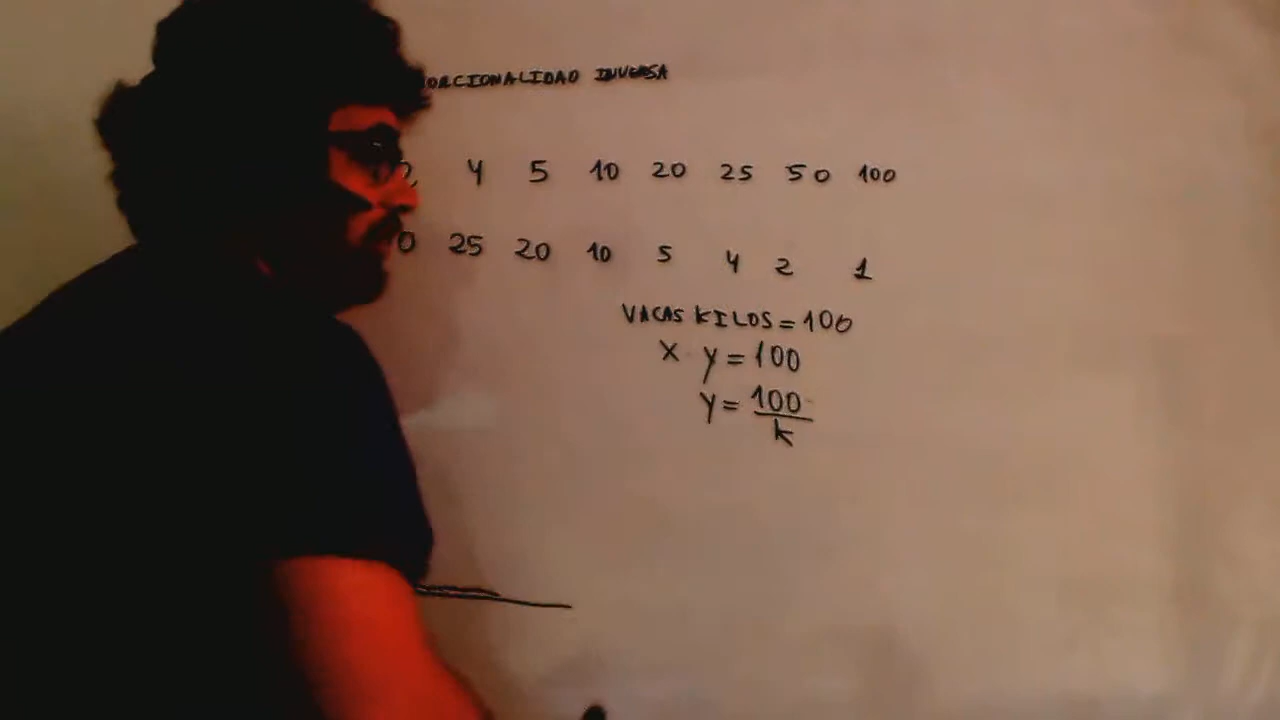 ORCIONALIDAD INVERSA
2 4 5 10 20 25 50 100
0 25 20 10 5 4 2 1
VACAS KILOS = 100
X · y = 100
y = 100
k